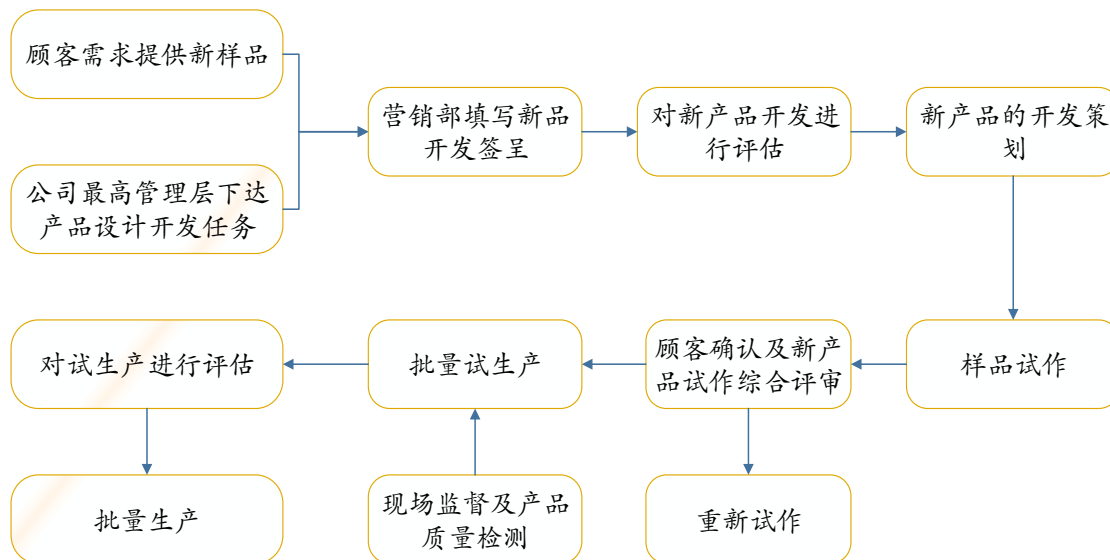 顾客需求提供新样品
公司最高管理层下达
产品设计开发任务
营销部填写新品
开发签呈
对新产品开发进
行评估
新产品的开发策
划
样品试作
顾客确认及新产
品试作综合评审
重新试作
批量试生产
现场监督及产品
质量检测
对试生产进行评估
批量生产